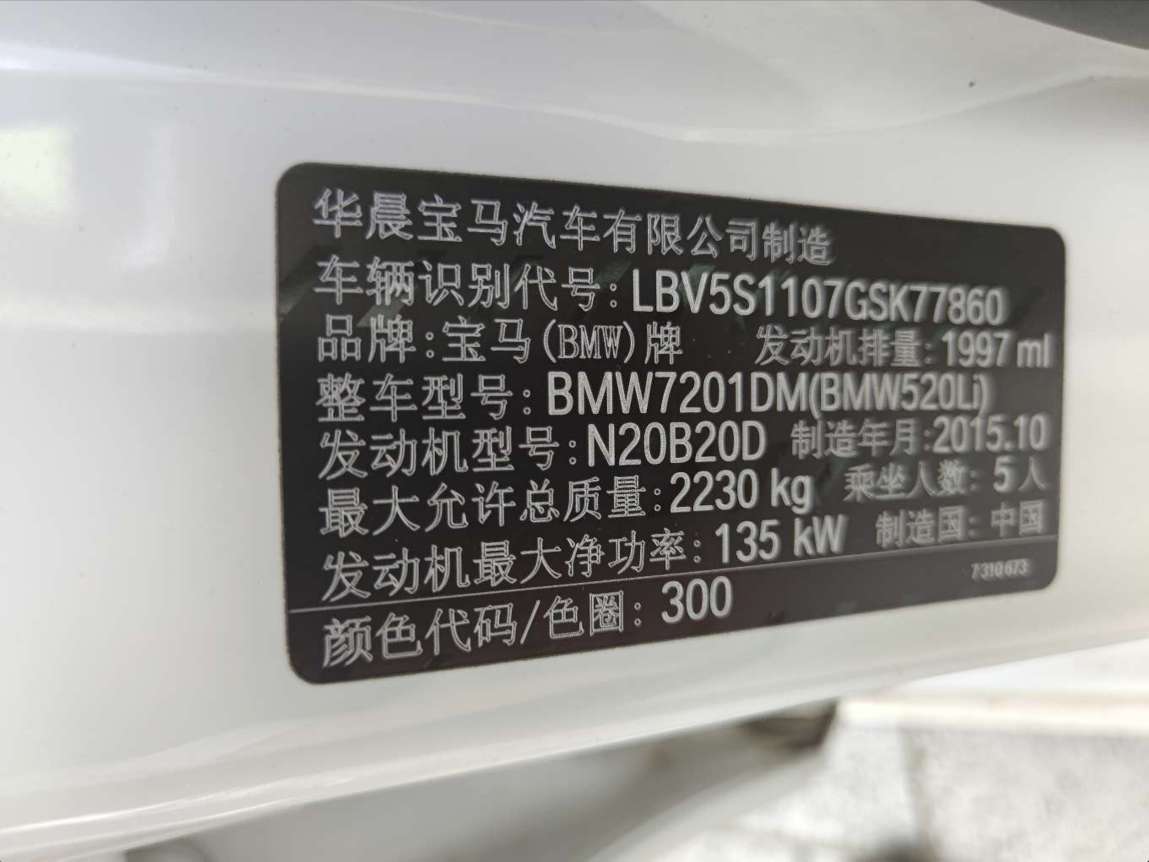 华晨宝马汽车有限公司制造
车辆识别代号:LBV5S1107GSK77860
品牌:宝马(BMW)牌 发动机排量:1997 ml
整车型号:BMW7201DM(BMW520Li)
发动机型号:N20B20D 制造年月:2015.10
最大允许总质量:2230 kg 乘坐人数:5人
发动机最大净功率:135 kW 制造国:中国
7310673
颜色代码/色圈:300